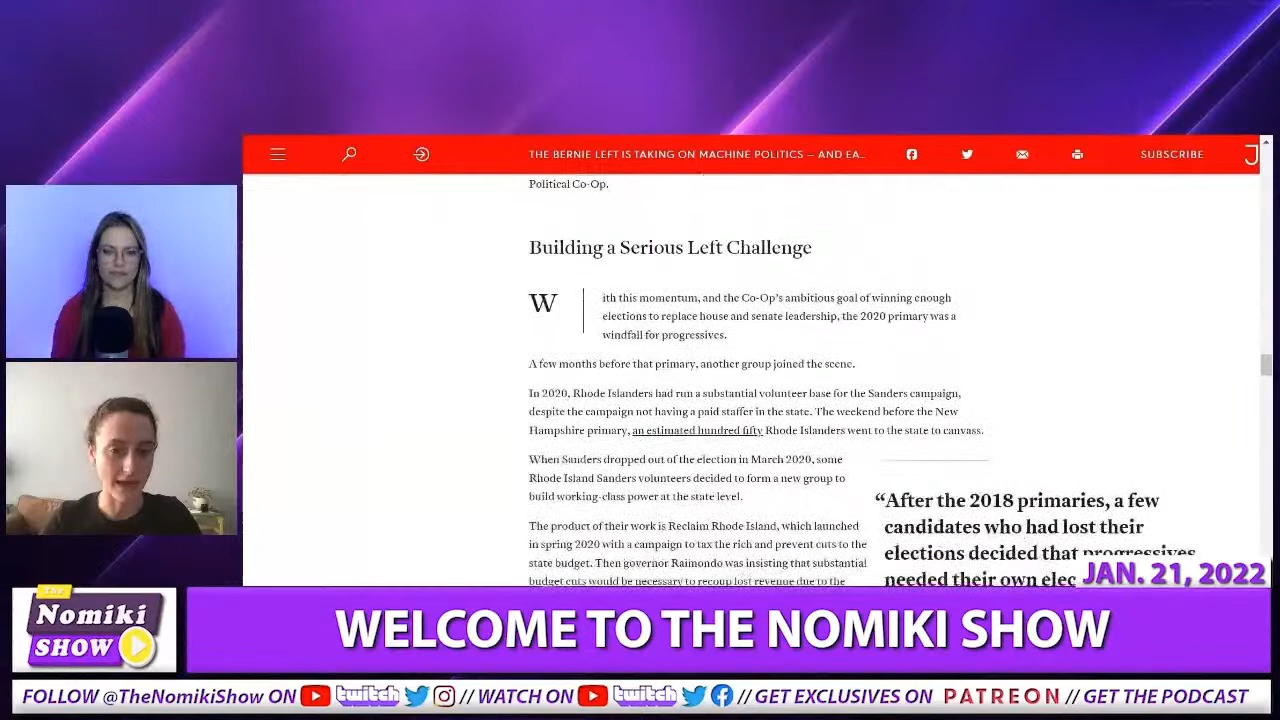 THE BERNIE LEFT IS TAKING ON MACHINE POLITICS – AND EA...
SUBSCRIBE
J
Political Co-Op.
Building a Serious Left Challenge
With this momentum, and the Co-Op's ambitious goal of winning enough
elections to replace house and senate leadership, the 2020 primary was a
windfall for progressives.
A few months before that primary, another group joined the scene.
In 2020, Rhode Islanders had run a substantial volunteer base for the Sanders campaign,
despite the campaign not having a paid staffer in the state. The weekend before the New
Hampshire primary, an estimated hundred fifty Rhode Islanders went to the state to canvass.
When Sanders dropped out of the election in March 2020, some
Rhode Island Sanders volunteers decided to form a new group to
build working-class power at the state level.
The product of their work is Reclaim Rhode Island, which launched
in spring 2020 with a campaign to tax the rich and prevent cuts to the
state budget. Then governor Raimondo was insisting that substantial
budget cuts would be necessary to recoup lost revenue due to the
“After the 2018 primaries, a few
candidates who had lost their
elections decided that progressives
needed their own elec
JAN. 21, 2022
The
Nomiki
SHOW
WELCOME TO THE NOMIKI SHOW
FOLLOW @TheNomikiShow ON twitch // WATCH ON twitch // GET EXCLUSIVES ON PATREON // GET THE PODCAST